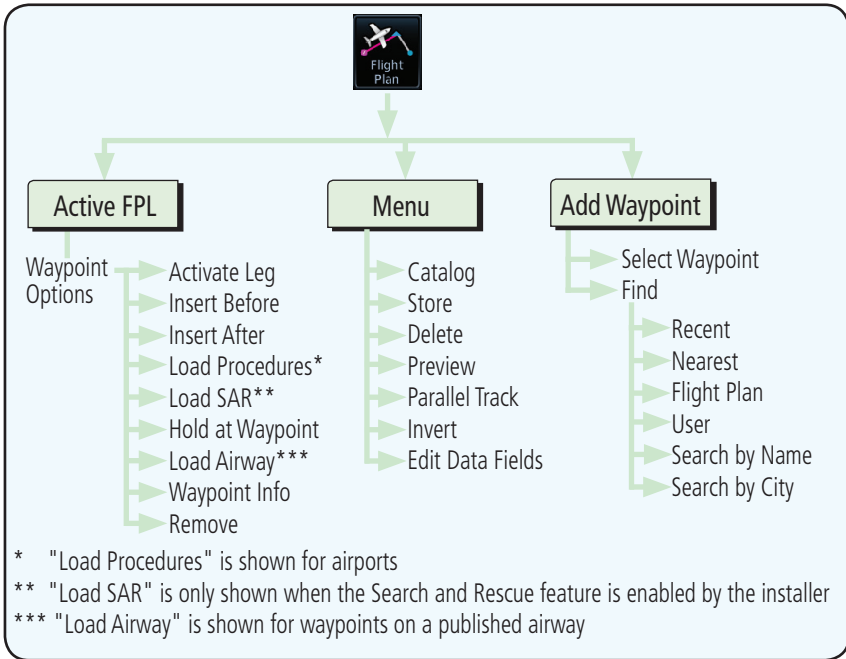 Flight
Plan
Active FPL
Menu
Add Waypoint
Waypoint
Options
Activate Leg
Insert Before
Insert After
Load Procedures*
Load SAR**
Hold at Waypoint
Load Airway***
Waypoint Info
Remove
Catalog
Store
Delete
Preview
Parallel Track
Invert
Edit Data Fields
Select Waypoint
Find
Recent
Nearest
Flight Plan
User
Search by Name
Search by City
* "Load Procedures" is shown for airports
** "Load SAR" is only shown when the Search and Rescue feature is enabled by the installer
*** "Load Airway" is shown for waypoints on a published airway